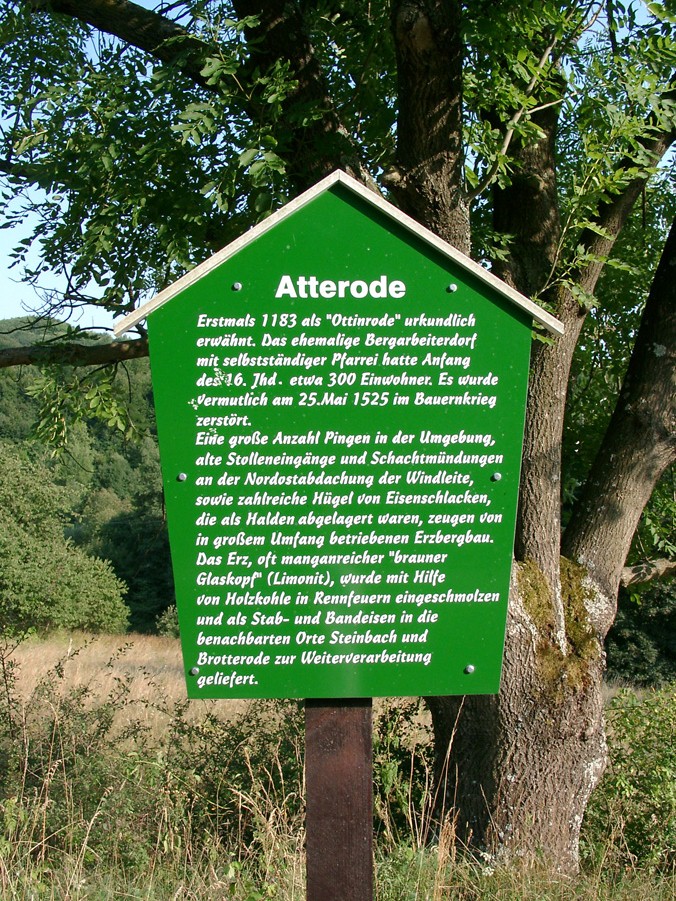 Atterode
Erstmals 1183 als "Ottinrode" urkundlich
erwähnt. Das ehemalige Bergarbeiterdorf
mit selbstständiger Pfarrei hatte Anfang
des 16. Jhd. etwa 300 Einwohner. Es wurde
vermutlich am 25.Mai 1525 im Bauernkrieg
zerstört.
Eine große Anzahl Pingen in der Umgebung,
alte Stolleneingänge und Schachtmündungen
an der Nordostabdachung der Windleite,
sowie zahlreiche Hügel von Eisenschlacken,
die als Halden abgelagert waren, zeugen von
in großem Umfang betriebenen Erzbergbau.
Das Erz, oft manganreicher "brauner
Glaskopf" (Limonit), wurde mit Hilfe
von Holzkohle in Rennfeuern eingeschmolzen
und als Stab- und Bandeisen in die
benachbarten Orte Steinbach und
Brotterode zur Weiterverarbeitung
geliefert.